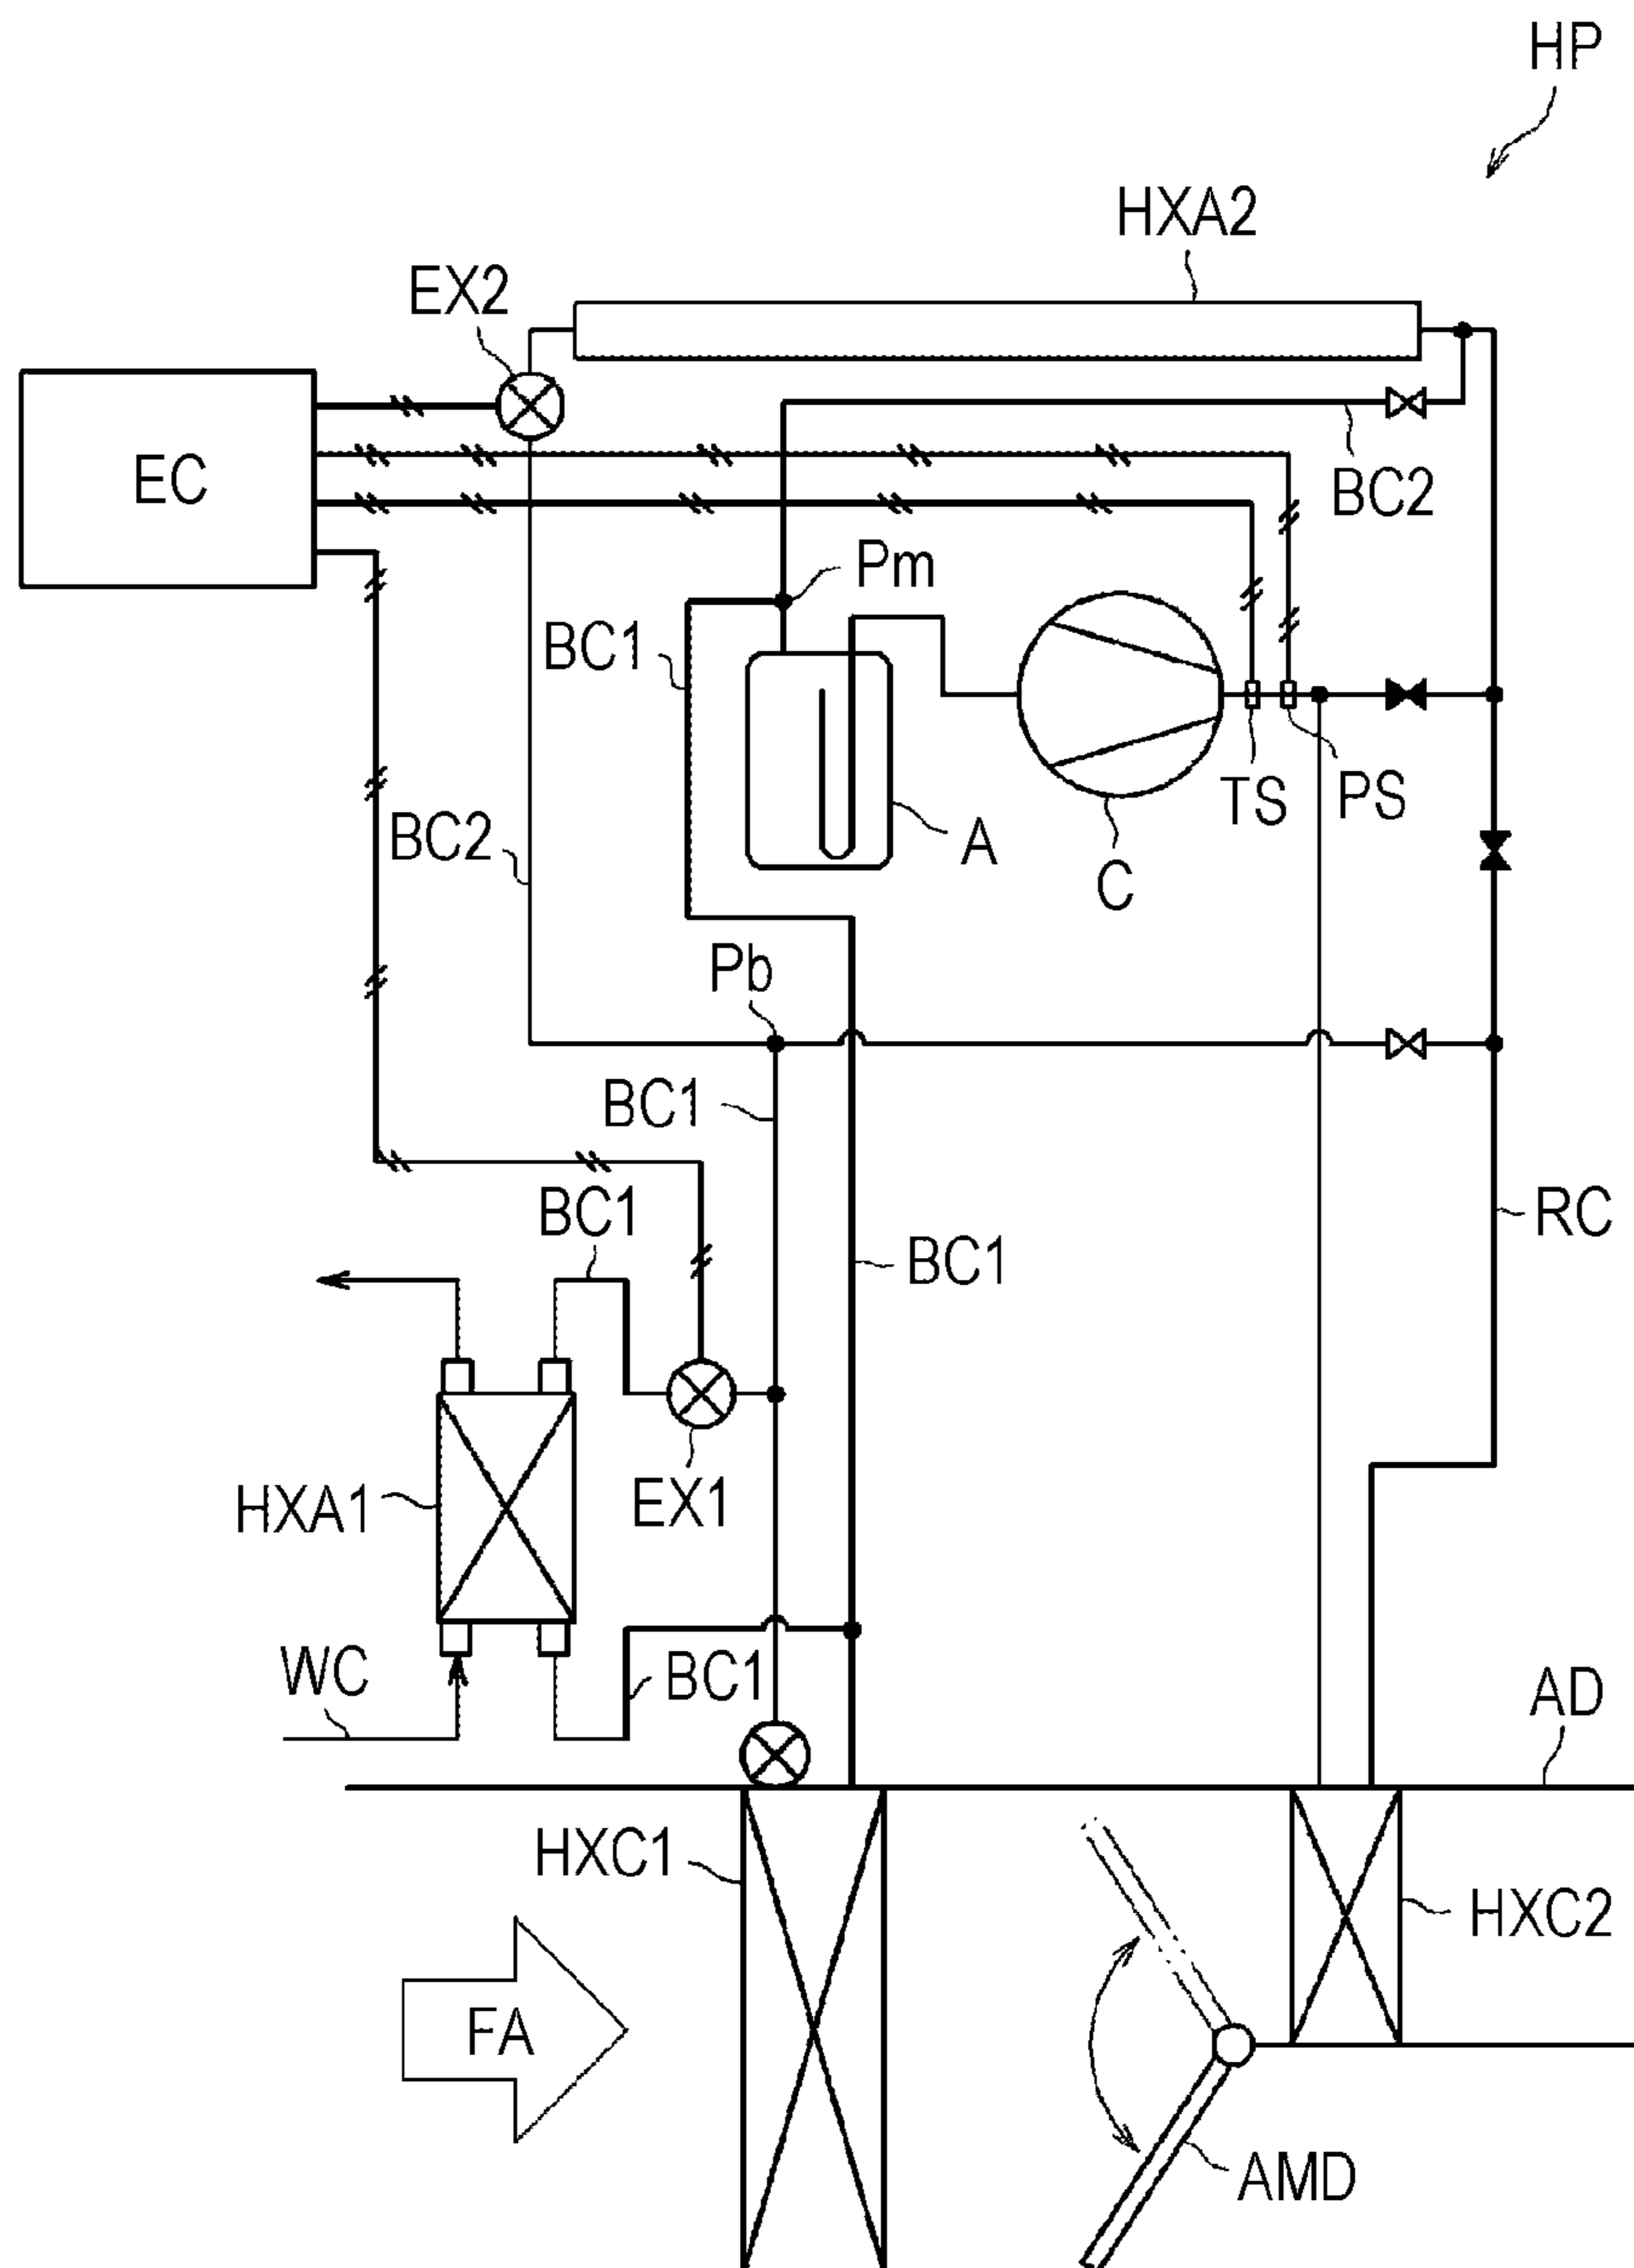 HP
HXA2
EX2
EC
BC2
Pm
BC1
TS
PS
BC2
A
C
Pb
BC1
BC1
RC
BC1
HXA1
EX1
WC
BC1
AD
HXC1
HXC2
FA
AMD